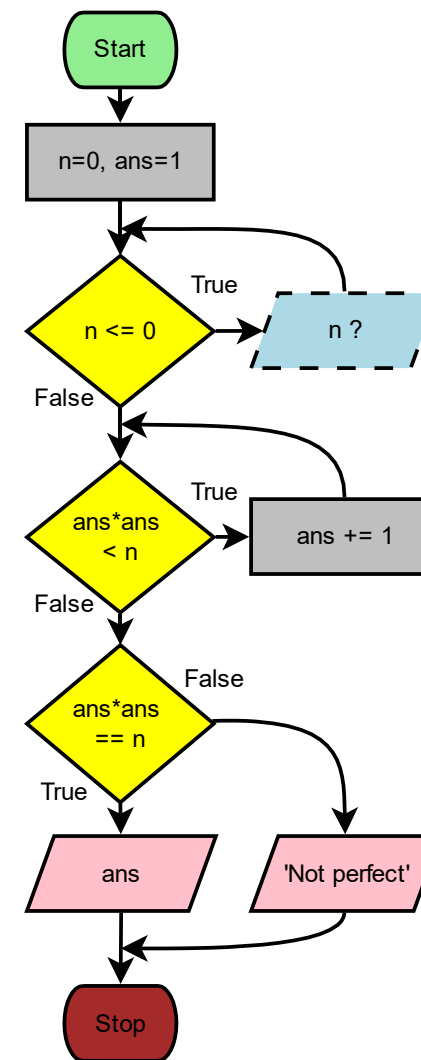 Start
n=0, ans=1
True
n <= 0
n ?
False
True
ans*ans
< n
ans += 1
False
False
ans*ans
== n
True
ans
'Not perfect'
Stop